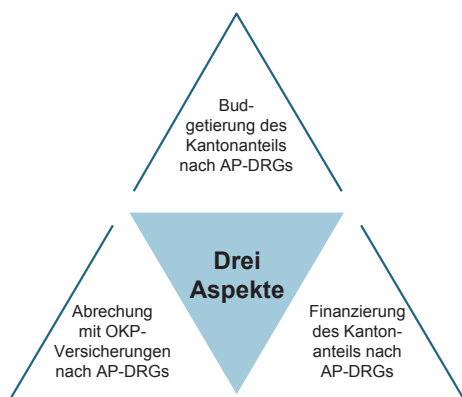 Bud-
getierung des
Kantonanteils
nach AP-DRGs
Drei
Aspekte
Abrechung
mit OKP-
Versicherungen
nach AP-DRGs
Finanzierung
des Kanton-
anteils nach
AP-DRGs